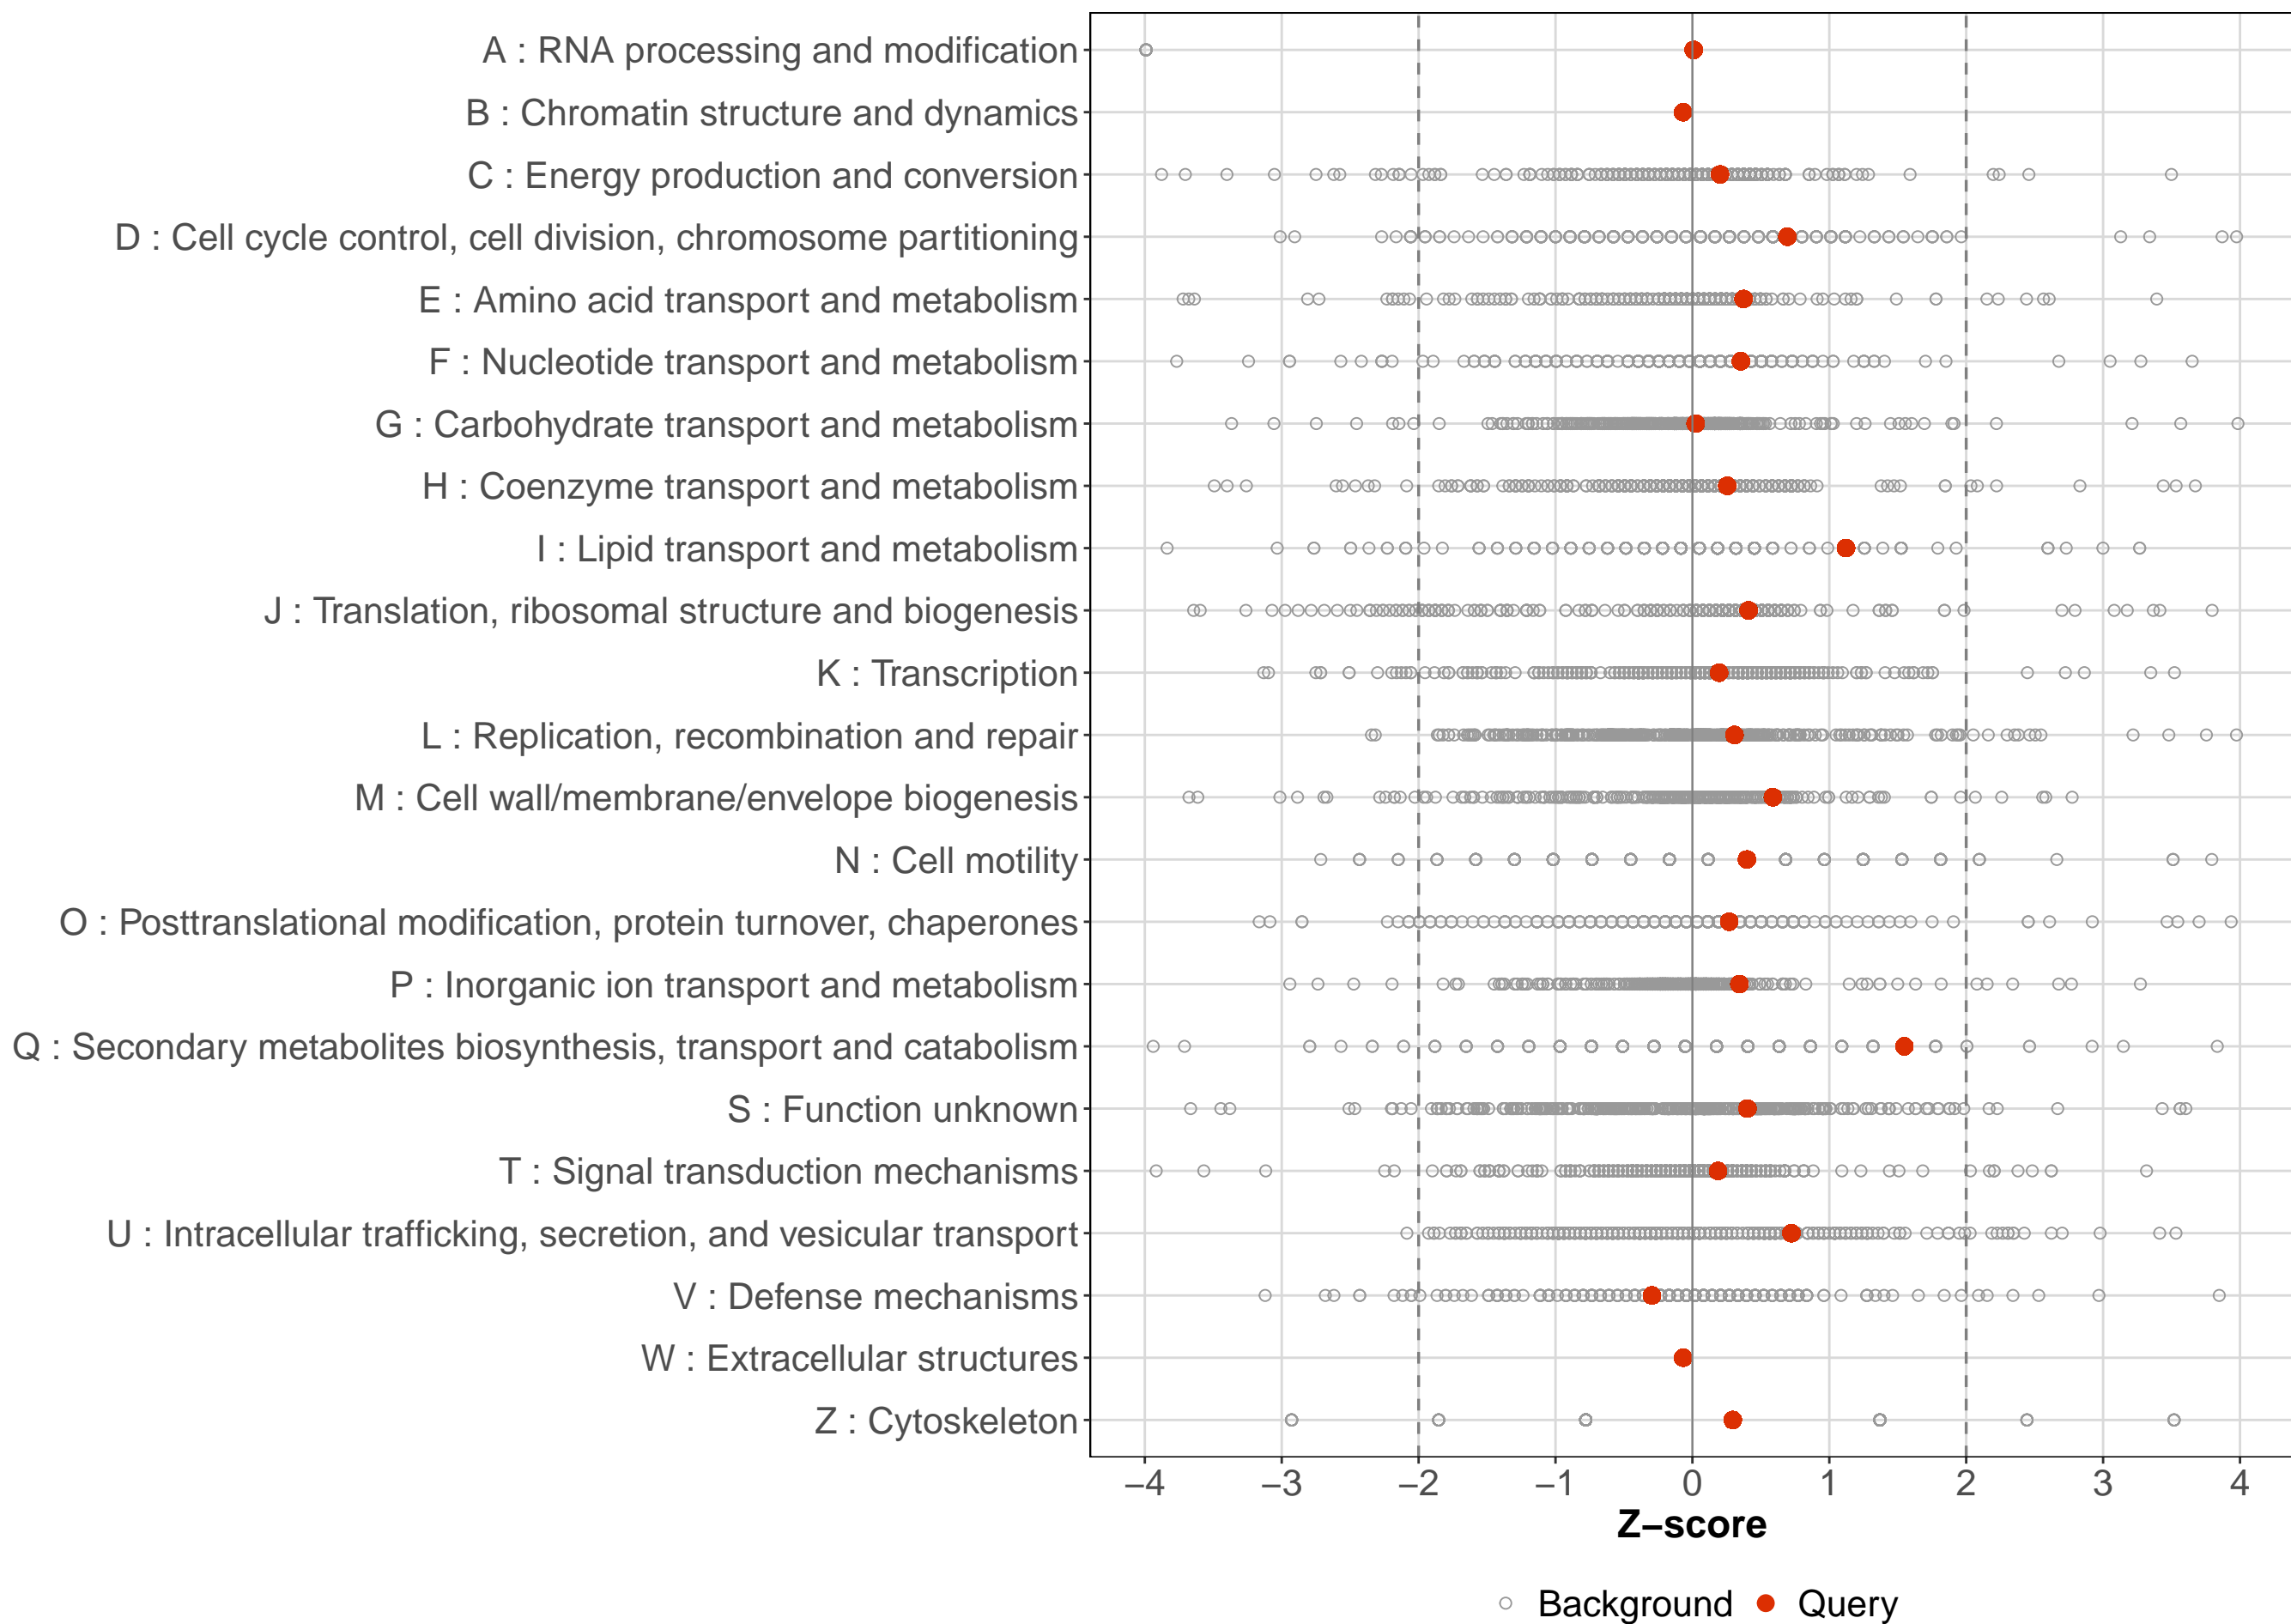 A : RNA processing and modification
B : Chromatin structure and dynamics
C : Energy production and conversion
D : Cell cycle control, cell division, chromosome partitioning
E : Amino acid transport and metabolism
F : Nucleotide transport and metabolism
G : Carbohydrate transport and metabolism
H : Coenzyme transport and metabolism
I : Lipid transport and metabolism
J : Translation, ribosomal structure and biogenesis
K : Transcription
L : Replication, recombination and repair
M : Cell wall/membrane/envelope biogenesis
N : Cell motility
O : Posttranslational modification, protein turnover, chaperones
P : Inorganic ion transport and metabolism
Q : Secondary metabolites biosynthesis, transport and catabolism
S : Function unknown
T : Signal transduction mechanisms
U : Intracellular trafficking, secretion, and vesicular transport
V : Defense mechanisms
W : Extracellular structures
Z : Cytoskeleton
−4 −3 −2 −1 0 1 2 3 4
Z−score
Background Query